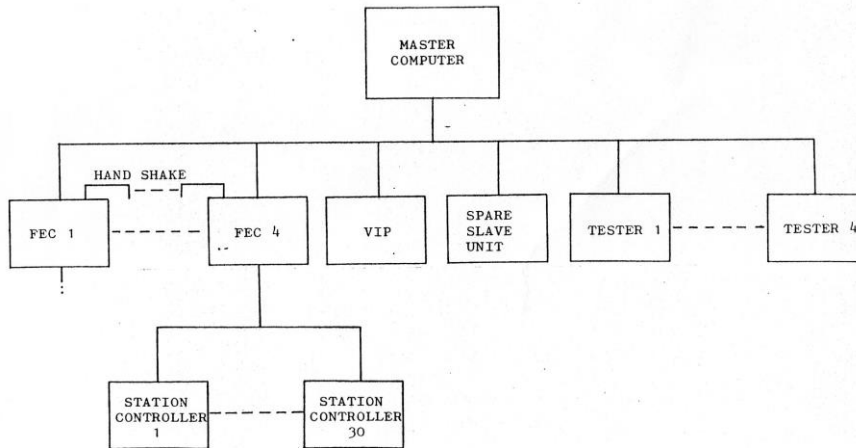 MASTER
COMPUTER
HAND SHAKE
FEC 1
FEC 4
VIP
SPARE
SLAVE
UNIT
TESTER 1
TESTER 4
STATION
CONTROLLER
1
STATION
CONTROLLER
30